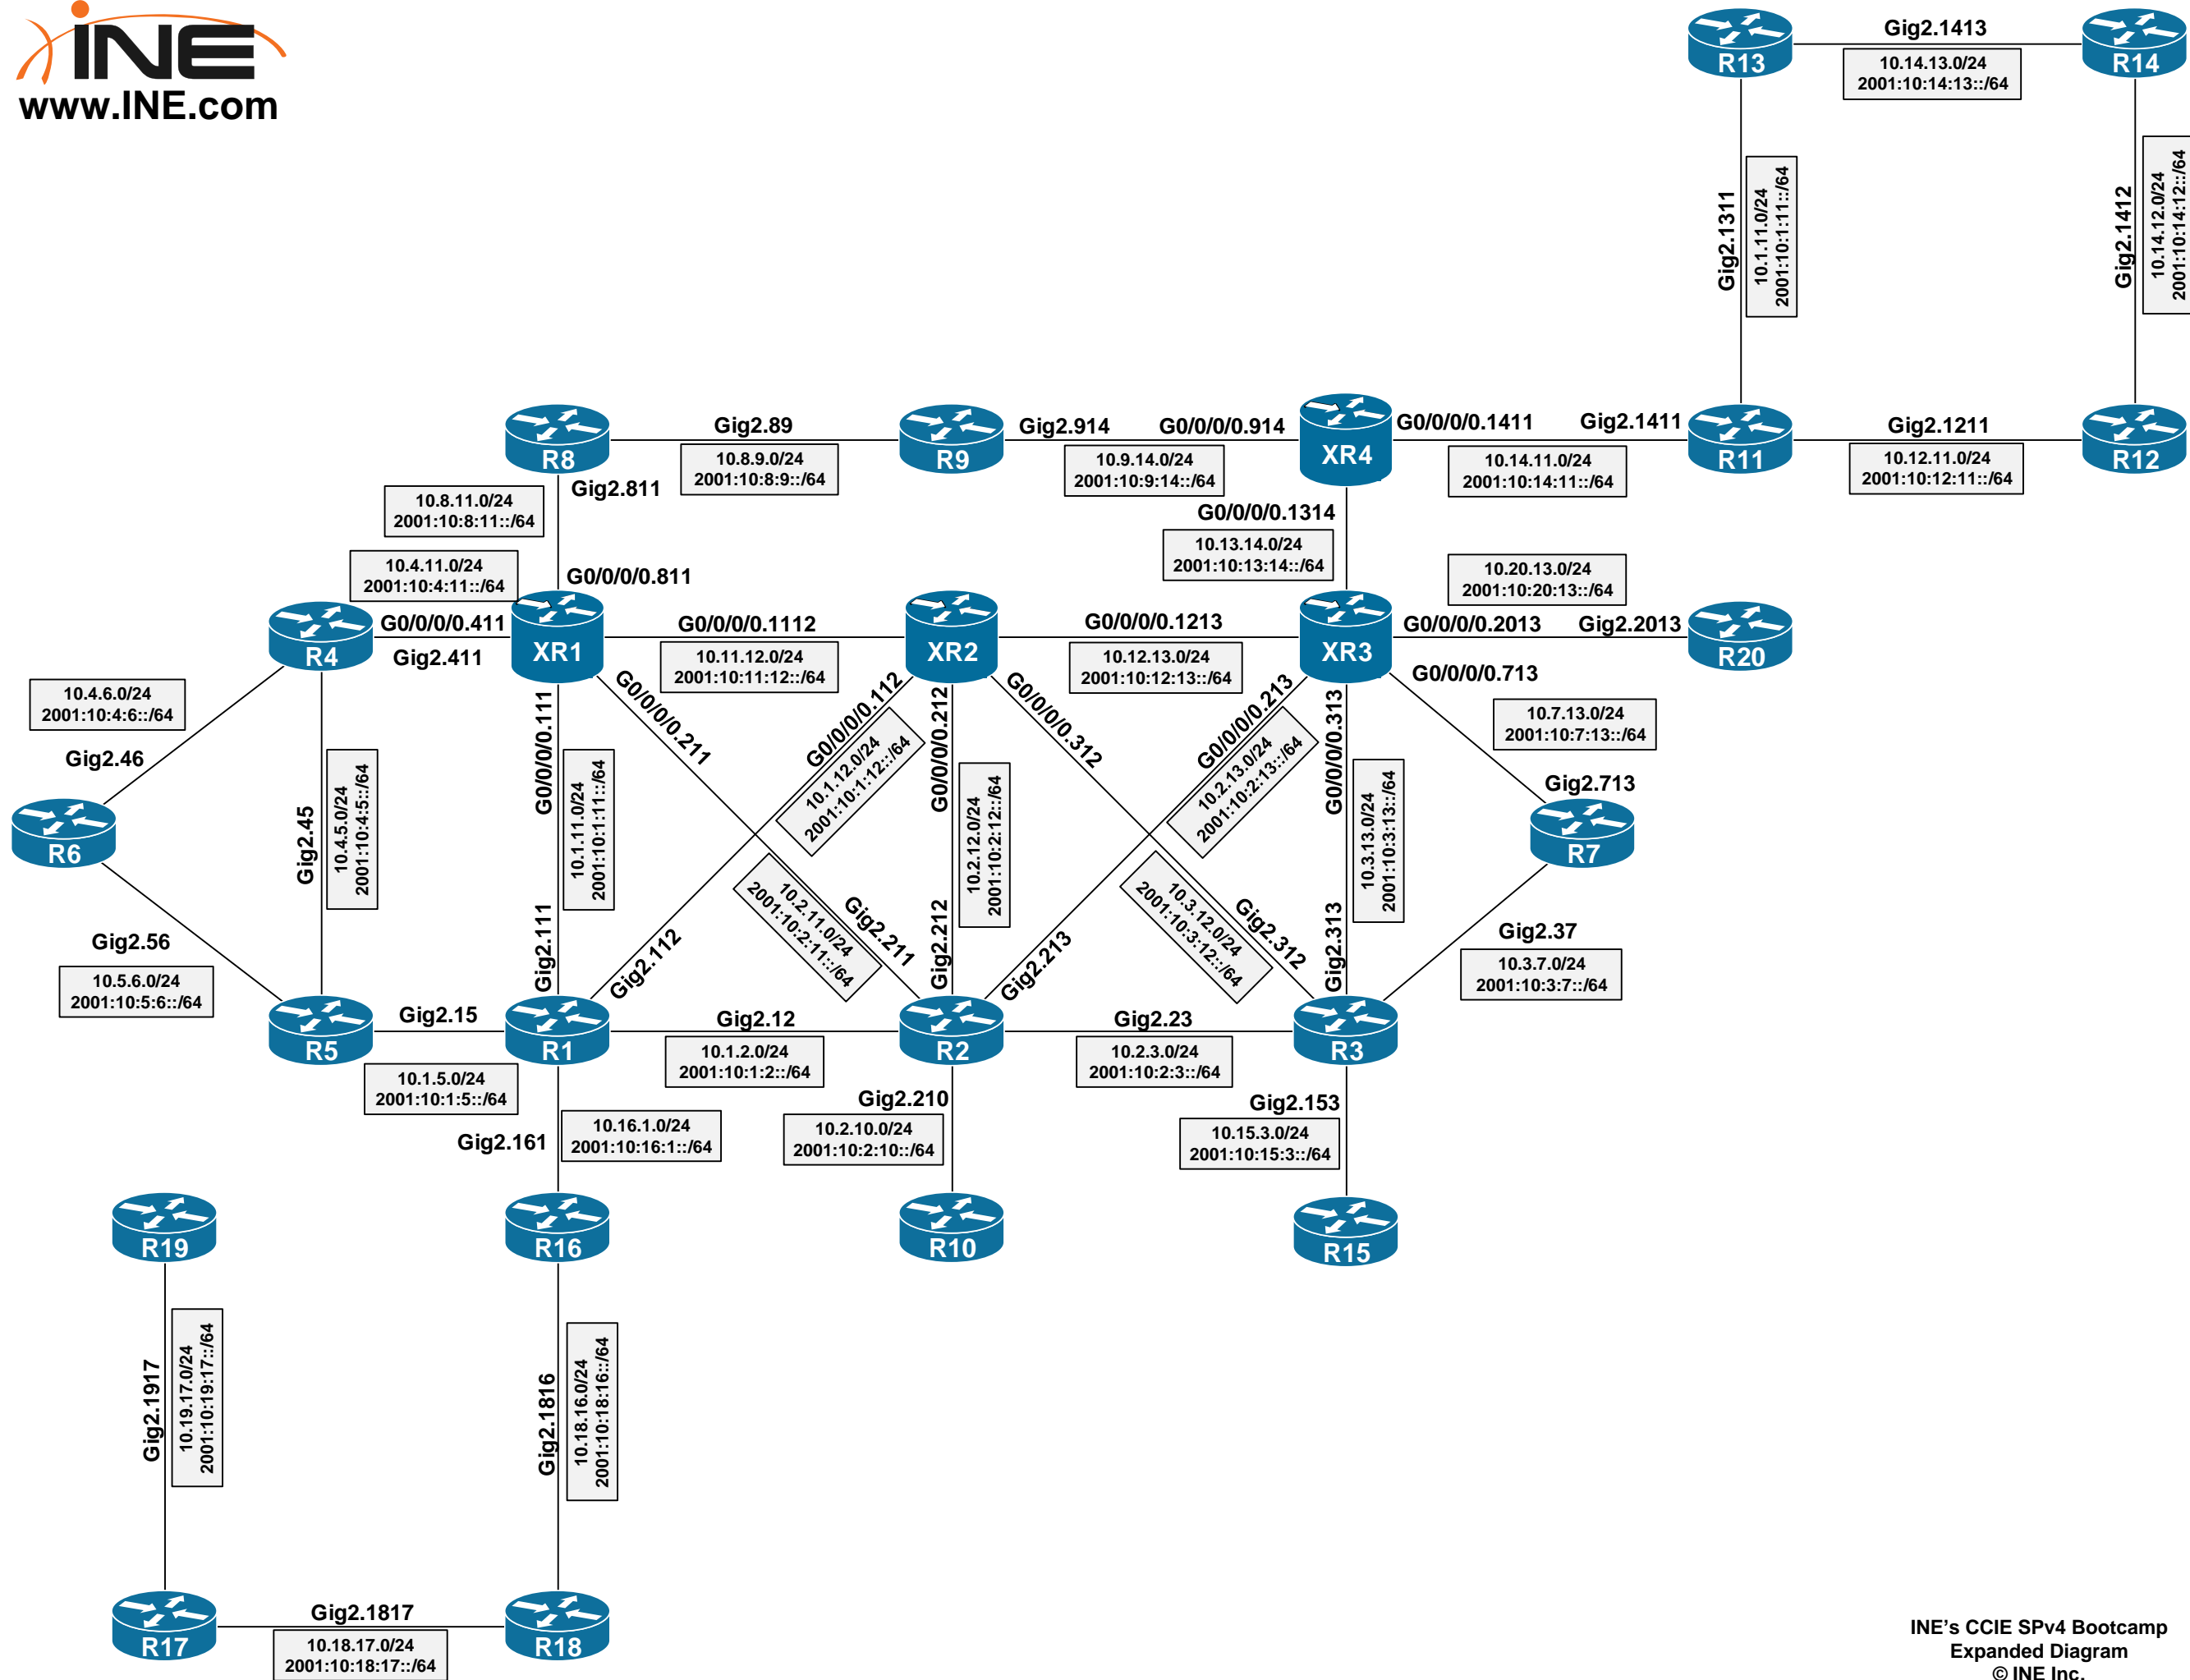 INE
www.INE.com
R13
Gig2.1413
10.14.13.0/24
2001:10:14:13::/64
R14
Gig2.1311
10.1.11.0/24
2001:10:1:11::/64
Gig2.1412
10.14.12.0/24
2001:10:14:12::/64
R8
Gig2.89
10.8.9.0/24
2001:10:8:9::/64
R9
Gig2.914
G0/0/0/0.914
10.9.14.0/24
2001:10:9:14::/64
XR4
G0/0/0/0.1411
Gig2.1411
10.14.11.0/24
2001:10:14:11::/64
R11
Gig2.1211
10.12.11.0/24
2001:10:12:11::/64
R12
Gig2.811
10.8.11.0/24
2001:10:8:11::/64
G0/0/0/0.811
10.4.11.0/24
2001:10:4:11::/64
G0/0/0/0.1314
10.13.14.0/24
2001:10:13:14::/64
10.20.13.0/24
2001:10:20:13::/64
R4
G0/0/0/0.411
Gig2.411
XR1
G0/0/0/0.1112
10.11.12.0/24
2001:10:11:12::/64
XR2
G0/0/0/0.1213
10.12.13.0/24
2001:10:12:13::/64
XR3
G0/0/0/0.2013
Gig2.2013
R20
G0/0/0/0.713
10.7.13.0/24
2001:10:7:13::/64
Gig2.713
R7
10.4.6.0/24
2001:10:4:6::/64
Gig2.46
R6
Gig2.45
10.4.5.0/24
2001:10:4:5::/64
G0/0/0/0.111
10.1.11.0/24
2001:10:1:11::/64
Gig2.111
G0/0/0/0.211
10.2.11.0/24
2001:10:2:11::/64
Gig2.211
G0/0/0/0.112
10.1.12.0/24
2001:10:1:12::/64
Gig2.112
G0/0/0/0.212
10.2.12.0/24
2001:10:2:12::/64
Gig2.212
G0/0/0/0.312
10.3.12.0/24
2001:10:3:12::/64
Gig2.312
G0/0/0/0.213
10.2.13.0/24
2001:10:2:13::/64
Gig2.213
G0/0/0/0.313
10.3.13.0/24
2001:10:3:13::/64
Gig2.313
Gig2.37
10.3.7.0/24
2001:10:3:7::/64
Gig2.56
10.5.6.0/24
2001:10:5:6::/64
R5
Gig2.15
10.1.5.0/24
2001:10:1:5::/64
R1
Gig2.12
10.1.2.0/24
2001:10:1:2::/64
R2
Gig2.23
10.2.3.0/24
2001:10:2:3::/64
R3
Gig2.161
10.16.1.0/24
2001:10:16:1::/64
Gig2.210
10.2.10.0/24
2001:10:2:10::/64
Gig2.153
10.15.3.0/24
2001:10:15:3::/64
R19
R16
R10
R15
Gig2.1917
10.19.17.0/24
2001:10:19:17::/64
Gig2.1816
10.18.16.0/24
2001:10:18:16::/64
R17
Gig2.1817
10.18.17.0/24
2001:10:18:17::/64
R18
INE’s CCIE SPv4 Bootcamp
Expanded Diagram
© INE Inc.